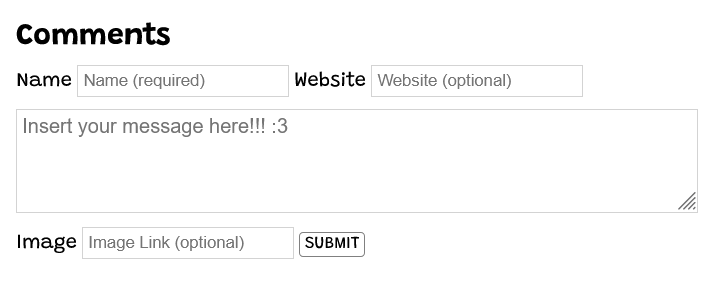 Comments
Name Name (required) Website Website (optional)
Insert your message here!!! :3
Image Image Link (optional) SUBMIT